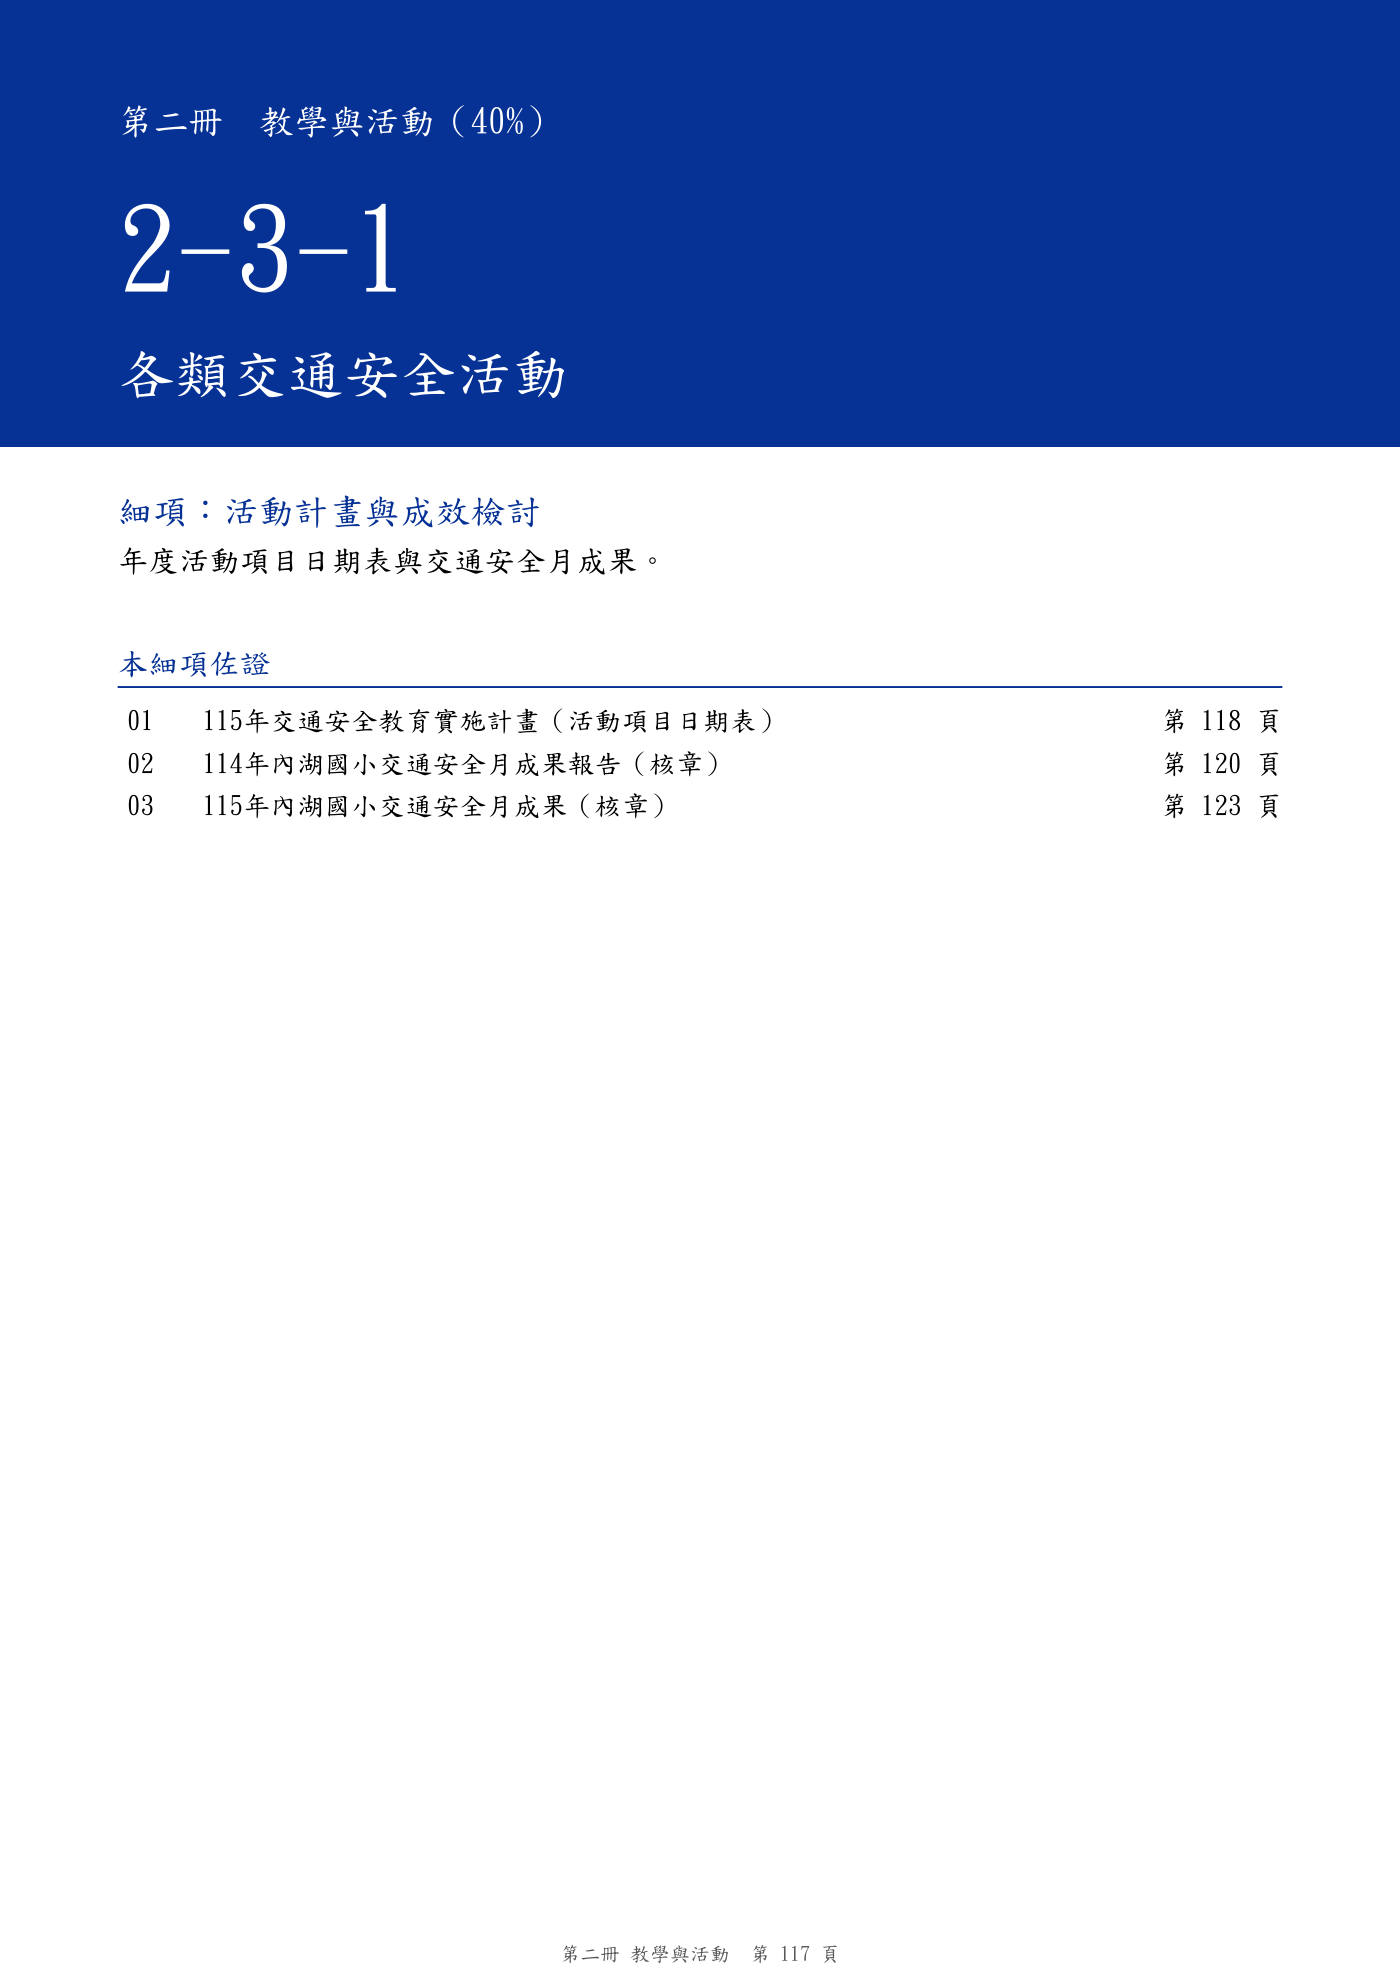 第二冊　教學與活動（40%）
2-3-1
各類交通安全活動
細項：活動計畫與成效檢討
年度活動項目日期表與交通安全月成果。
本細項佐證
01 115年交通安全教育實施計畫（活動項目日期表） 第 118 頁
02 114年內湖國小交通安全月成果報告（核章） 第 120 頁
03 115年內湖國小交通安全月成果（核章） 第 123 頁
第二冊 教學與活動　第 117 頁